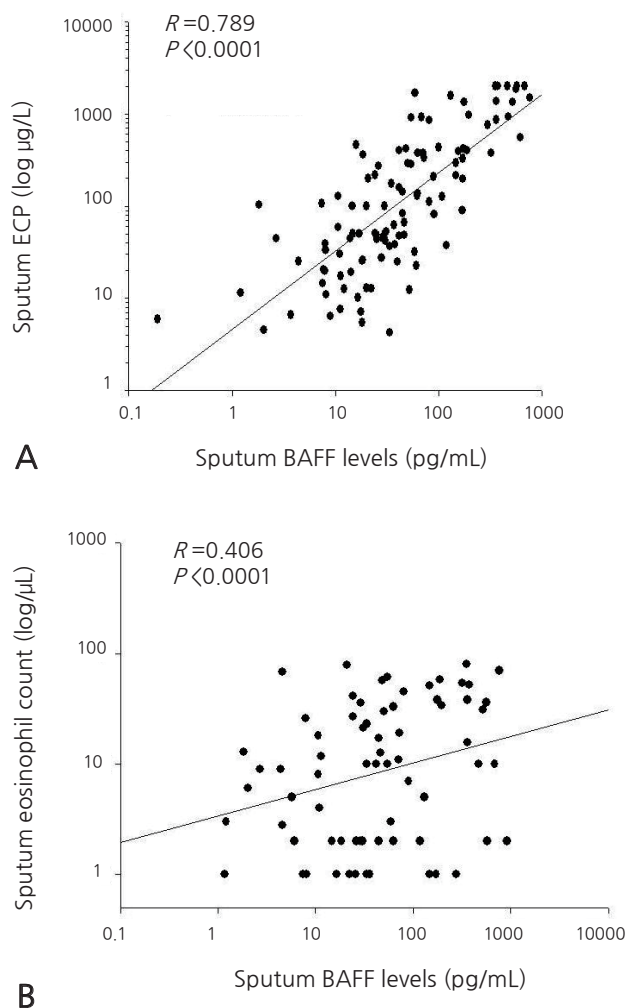 R=0.789
P<0.0001
10000
1000
100
10
1
Sputum ECP (log µg/L)
0.1 1 10 100 1000
Sputum BAFF levels (pg/mL)
A
R=0.406
P<0.0001
1000
100
10
1
Sputum eosinophil count (log/µL)
0.1 1 10 100 1000 10000
Sputum BAFF levels (pg/mL)
B